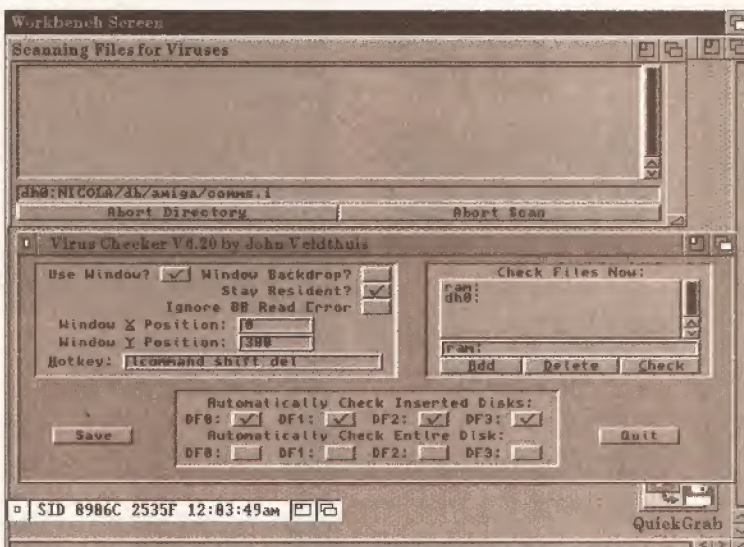 Workbench Screen
Scanning Files for Viruses
dh0:NICOLA/dh/amiga/comms.i
Abort Directory Abort Scan
Virus Checker V6.20 by John Veldthuis
Use Window? Window Backdrop?
Stay Resident?
Ignore BB Read Error
Window X Position: 0
Window Y Position: 300
Hotkey: lcommand shift del
Check Files Now:
ram:
dh0:
ram:
Add Delete Check
Automatically Check Inserted Disks:
DF0: DF1: DF2: DF3:
Automatically Check Entire Disk:
DF0: DF1: DF2: DF3:
Save
Quit
SID 8986C 2535F 12:03:49am
QuickGrab